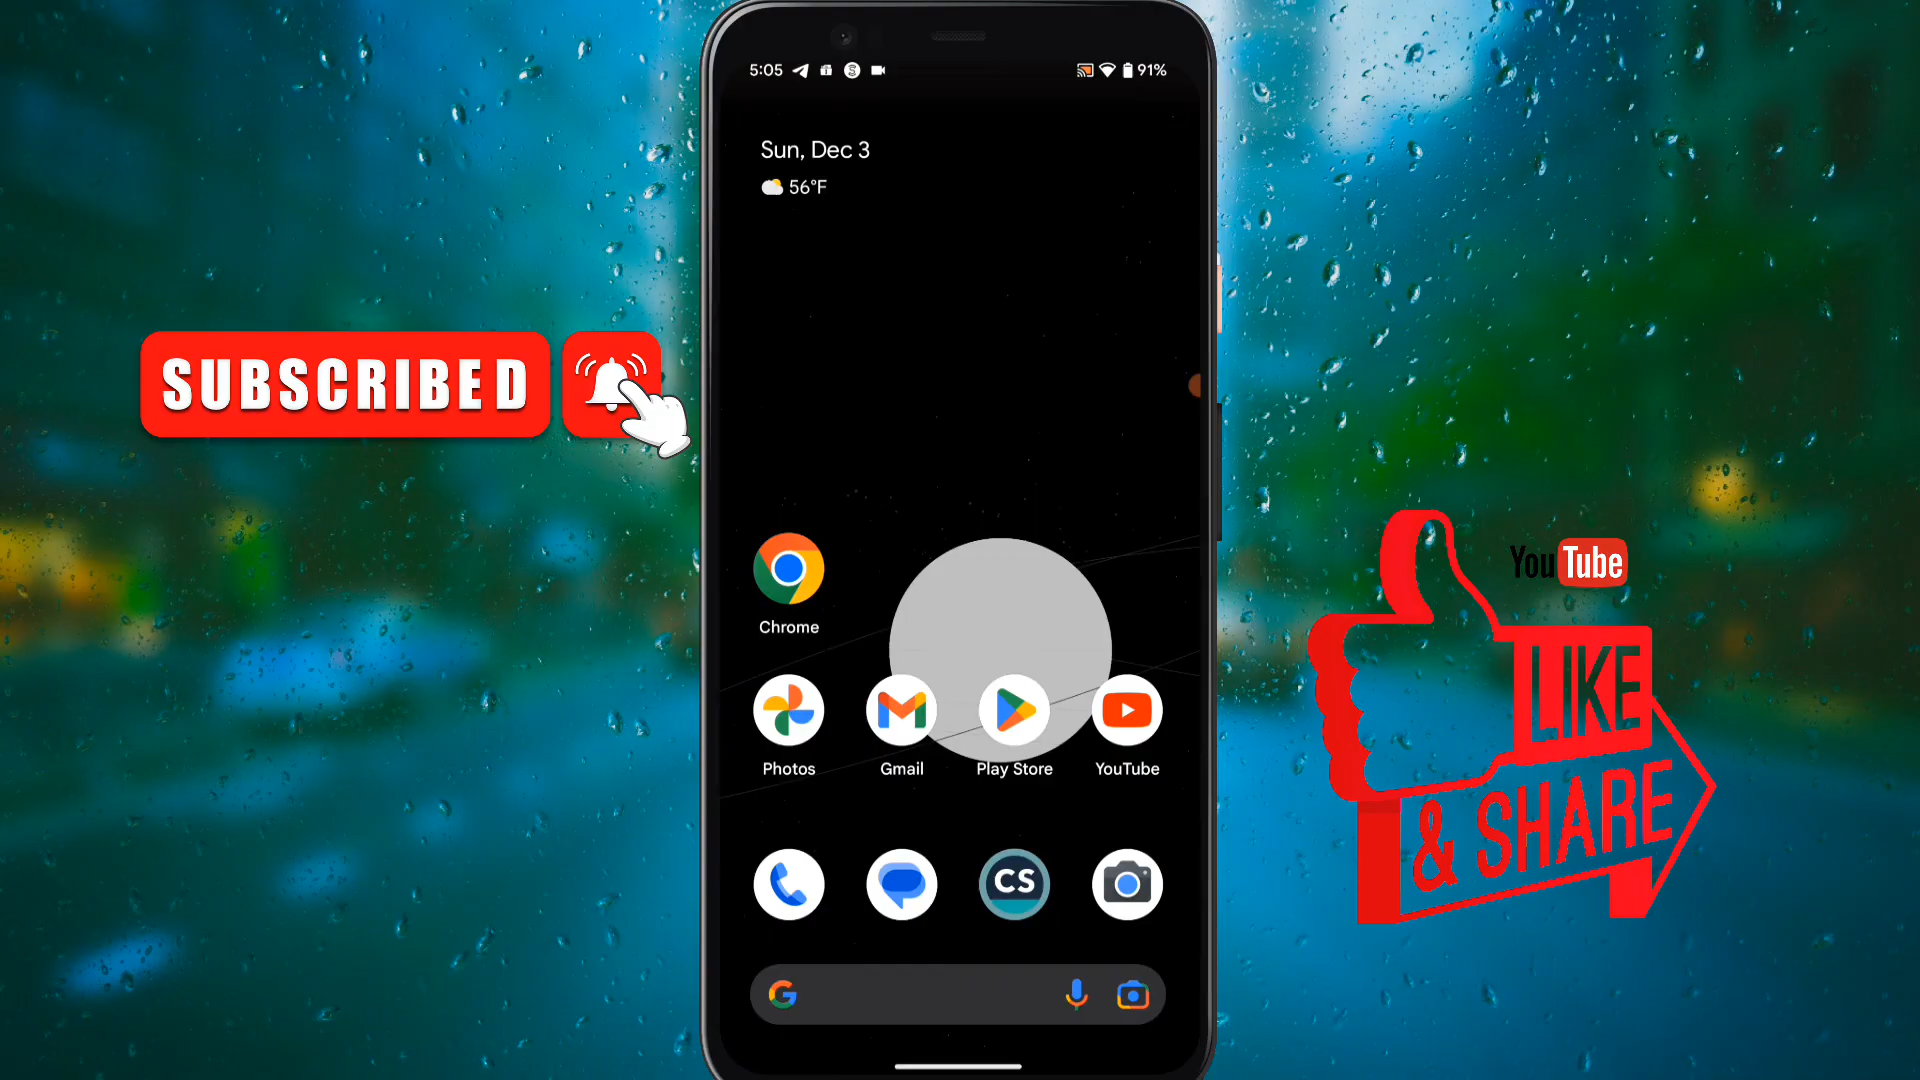 5:05
91%
Sun, Dec 3
56°F
SUBSCRIBED
Chrome
YouTube
LIKE
& SHARE
Photos
Gmail
Play Store
YouTube
CS